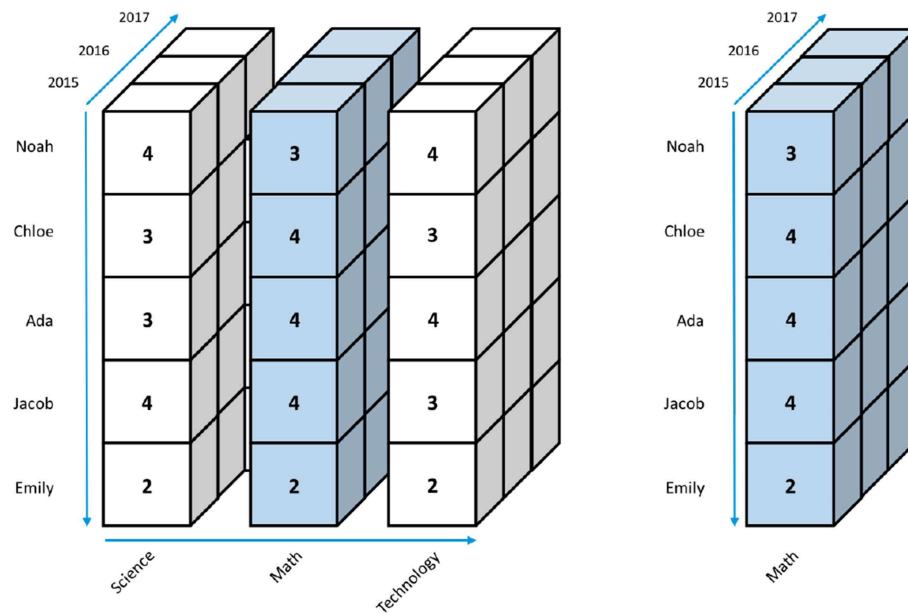 2017
2016
2015
Noah 4 3 4
Chloe 3 4 3
Ada 3 4 4
Jacob 4 4 3
Emily 2 2 2
Science Math Technology
2017
2016
2015
Noah 3
Chloe 4
Ada 4
Jacob 4
Emily 2
Math